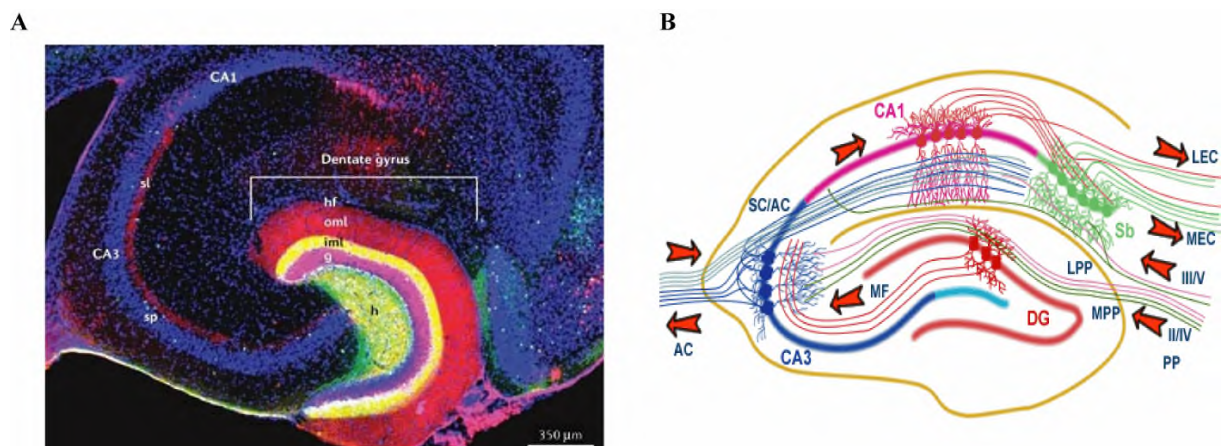 A
CA1
Dentate gyrus
sl
hf
oml
iml
g
CA3
h
sp
350 µm
B
CA1
LEC
SC/AC
Sb
MEC
LPP
III/V
MF
MPP
DG
II/IV
AC
CA3
PP